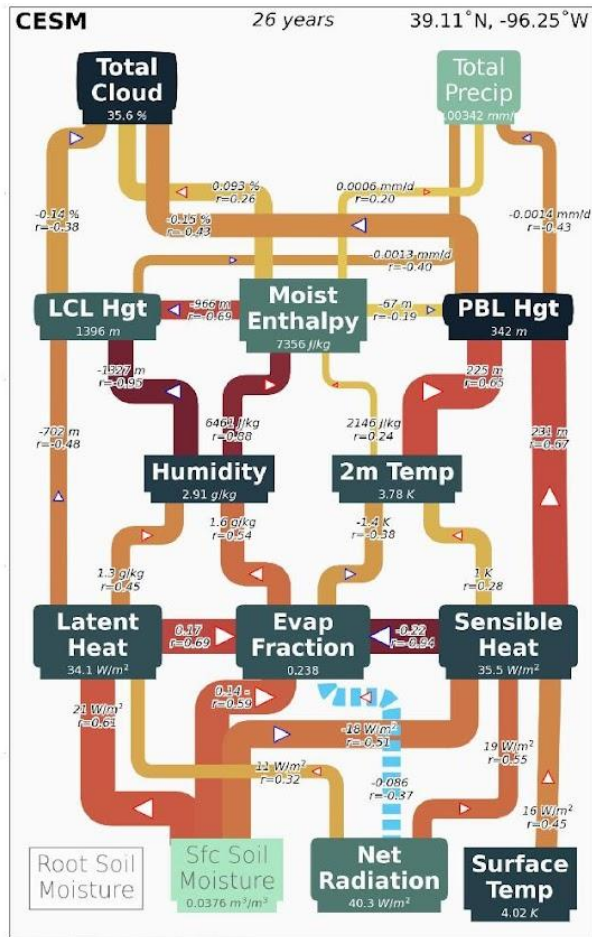 CESM 26 years 39.11°N, -96.25°W
Total
Cloud
35.6 %
Total
Precip
.00342 mm/
0.093 %
r=0.26
0.0006 mm/d
r=0.20
-0.14 %
r=-0.38
-0.15 %
r=-0.43
-0.0014 mm/d
r=-0.43
-0.0013 mm/d
r=-0.40
LCL Hgt
1396 m
-966 m
r=-0.69
Moist
Enthalpy
7356 J/kg
-67 m
r=-0.19
PBL Hgt
342 m
-1327 m
r=-0.95
225 m
r=0.65
-702 m
r=-0.48
6461 J/kg
r=0.88
2146 J/kg
r=0.24
231 m
r=0.67
Humidity
2.91 g/kg
2m Temp
3.78 K
1.6 g/kg
r=0.54
-1.4 K
r=-0.38
1.3 g/kg
r=0.45
1 K
r=0.28
Latent
Heat
34.1 W/m²
0.17
r=0.69
Evap
Fraction
0.238
-0.22
r=-0.94
Sensible
Heat
35.5 W/m²
21 W/m²
r=0.61
0.14 -
r=0.59
-18 W/m²
r=-0.51
19 W/m²
r=0.55
11 W/m²
r=0.32
-0.086
r=-0.37
16 W/m²
r=0.45
Root Soil
Moisture
Sfc Soil
Moisture
0.0376 m³/m³
Net
Radiation
40.3 W/m²
Surface
Temp
4.02 K